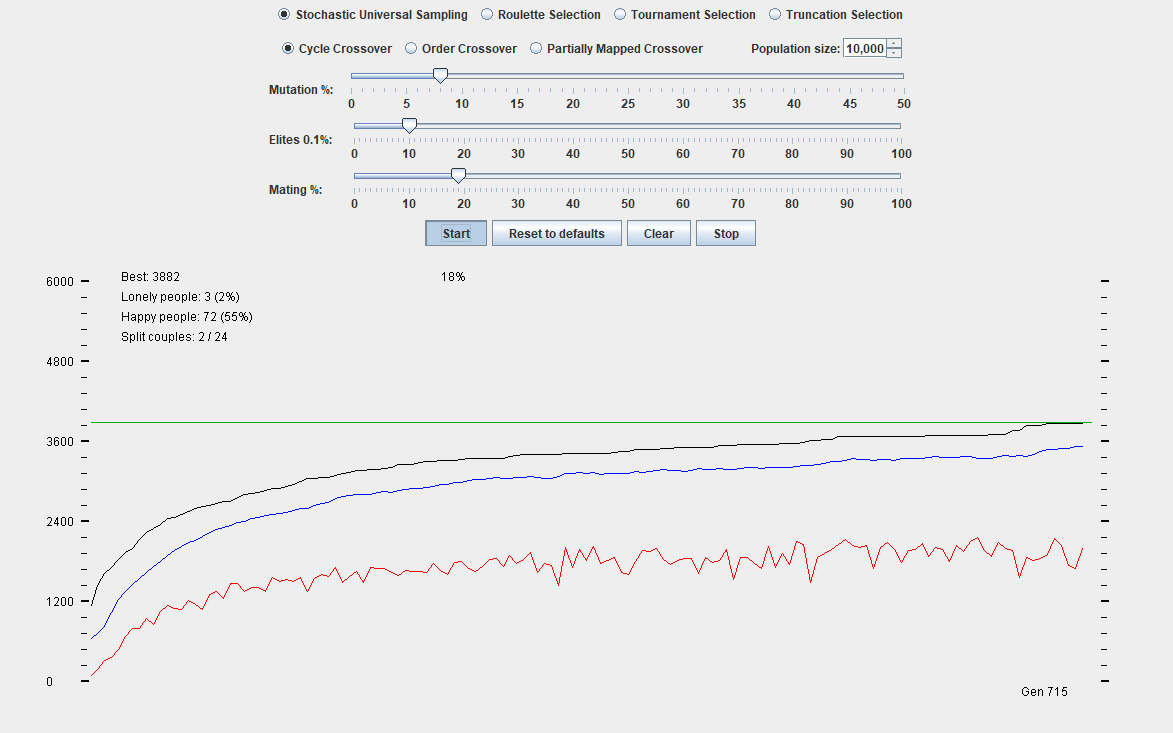 Stochastic Universal Sampling Roulette Selection Tournament Selection Truncation Selection
Cycle Crossover Order Crossover Partially Mapped Crossover Population size: 10,000
Mutation %:
0 5 10 15 20 25 30 35 40 45 50
Elites 0.1%:
0 10 20 30 40 50 60 70 80 90 100
Mating %:
0 10 20 30 40 50 60 70 80 90 100
Start Reset to defaults Clear Stop
Best: 3882 18%
Lonely people: 3 (2%)
Happy people: 72 (55%)
Split couples: 2 / 24
6000
4800
3600
2400
1200
0
Gen 715